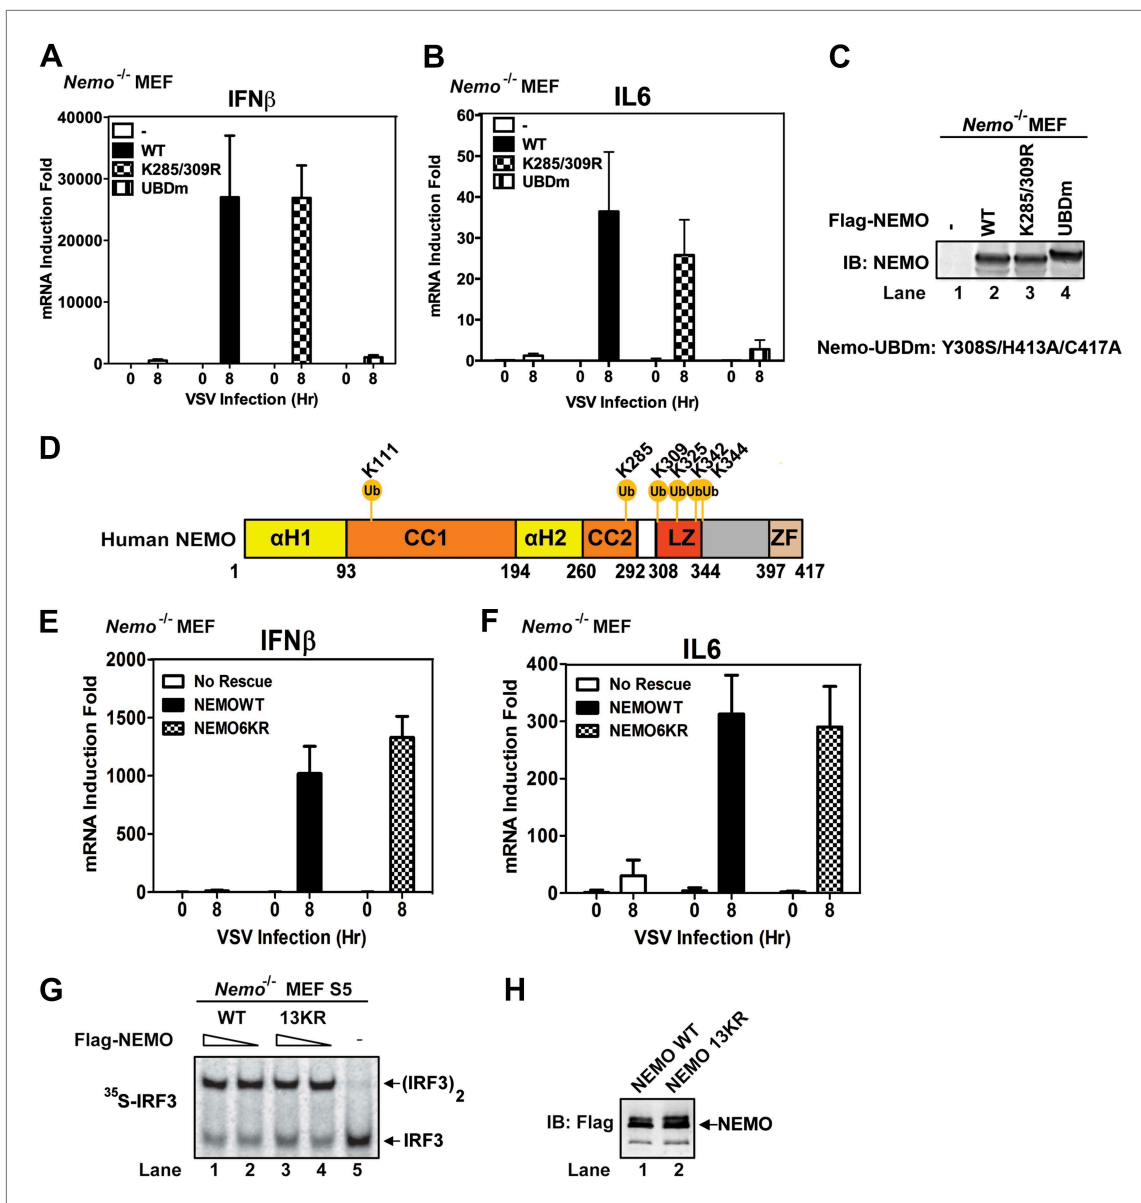 A
Nemo -/- MEF
IFNβ
mRNA Induction Fold
40000
30000
20000
10000
0
-
WT
K285/309R
UBDm
0 8 0 8 0 8 0 8
VSV Infection (Hr)
B
Nemo -/- MEF
IL6
mRNA Induction Fold
60
50
40
30
20
10
0
-
WT
K285/309R
UBDm
0 8 0 8 0 8 0 8
VSV Infection (Hr)
C
Nemo -/- MEF
Flag-NEMO - WT K285/309R UBDm
IB: NEMO
Lane 1 2 3 4
Nemo-UBDm: Y308S/H413A/C417A
D
K111 K285 K309 K325 K342 K344
Ub Ub Ub Ub Ub Ub
Human NEMO αH1 CC1 αH2 CC2 LZ ZF
1 93 194 260 292 308 344 397 417
E
Nemo -/- MEF
IFNβ
mRNA Induction Fold
2000
1500
1000
500
0
No Rescue
NEMOWT
NEMO6KR
0 8 0 8 0 8
VSV Infection (Hr)
F
Nemo -/- MEF
IL6
mRNA Induction Fold
400
300
200
100
0
No Rescue
NEMOWT
NEMO6KR
0 8 0 8 0 8
VSV Infection (Hr)
G
Nemo -/- MEF S5
WT 13KR
Flag-NEMO -
35S-IRF3
(IRF3)2
IRF3
Lane 1 2 3 4 5
H
NEMO WT NEMO 13KR
IB: Flag NEMO
Lane 1 2